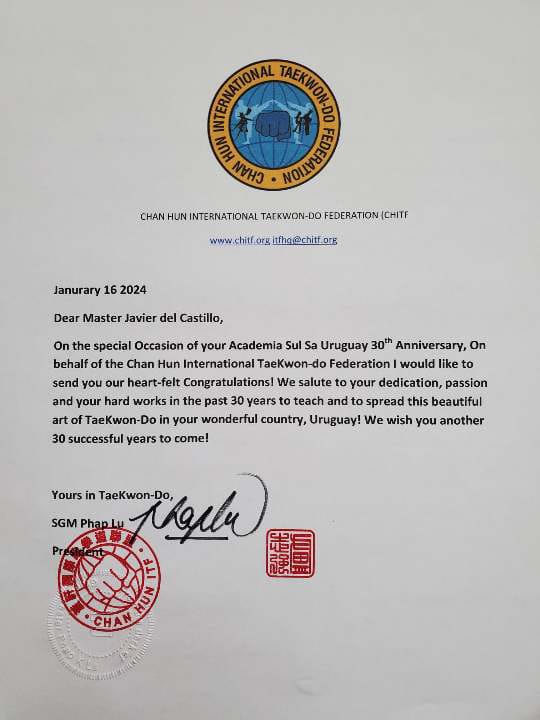 CHAN HUN INTERNATIONAL TAEKWON-DO FEDERATION •
CHAN HUN INTERNATIONAL TAEKWON-DO FEDERATION (CHITF
www.chitf.org itfhq@chitf.org
Janurary 16 2024
Dear Master Javier del Castillo,
On the special Occasion of your Academia Sul Sa Uruguay 30th Anniversary, On
behalf of the Chan Hun International TaeKwon-do Federation I would like to
send you our heart-felt Congratulations! We salute to your dedication, passion
and your hard works in the past 30 years to teach and to spread this beautiful
art of TaeKwon-Do in your wonderful country, Uruguay! We wish you another
30 successful years to come!
Yours in TaeKwon-Do,
SGM Phap Lu
President
• CHAN HUN ITF •